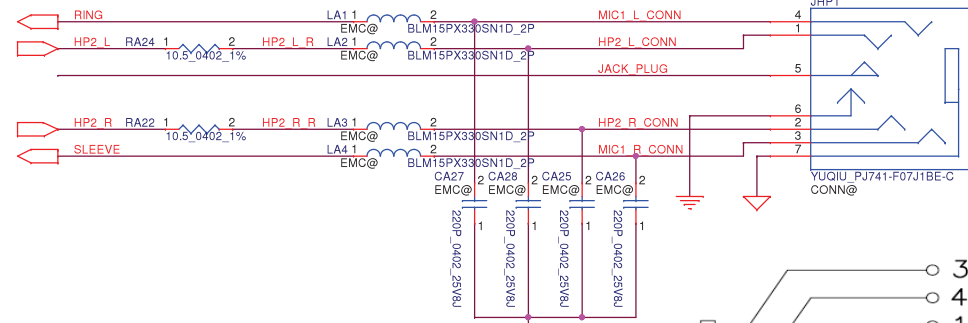 JHP1
RING LA1 1 2 MIC1_L_CONN 4
EMC@ BLM15PX330SN1D_2P 1
HP2_L RA24 1 2 HP2_L_R LA2 1 2 HP2_L_CONN
10.5_0402_1% EMC@ BLM15PX330SN1D_2P
JACK_PLUG 5
6
HP2_R RA22 1 2 HP2_R_R LA3 1 2 HP2_R_CONN 2
10.5_0402_1% EMC@ BLM15PX330SN1D_2P 3
SLEEVE LA4 1 2 MIC1_R_CONN 7
EMC@ BLM15PX330SN1D_2P
YUQIU_PJ741-F07J1BE-C
CONN@
CA27 2 CA28 2 CA25 2 CA26 2
EMC@ EMC@ EMC@ EMC@
1 1 1 1
220P_0402_25V8J 220P_0402_25V8J 220P_0402_25V8J 220P_0402_25V8J
3
4
1